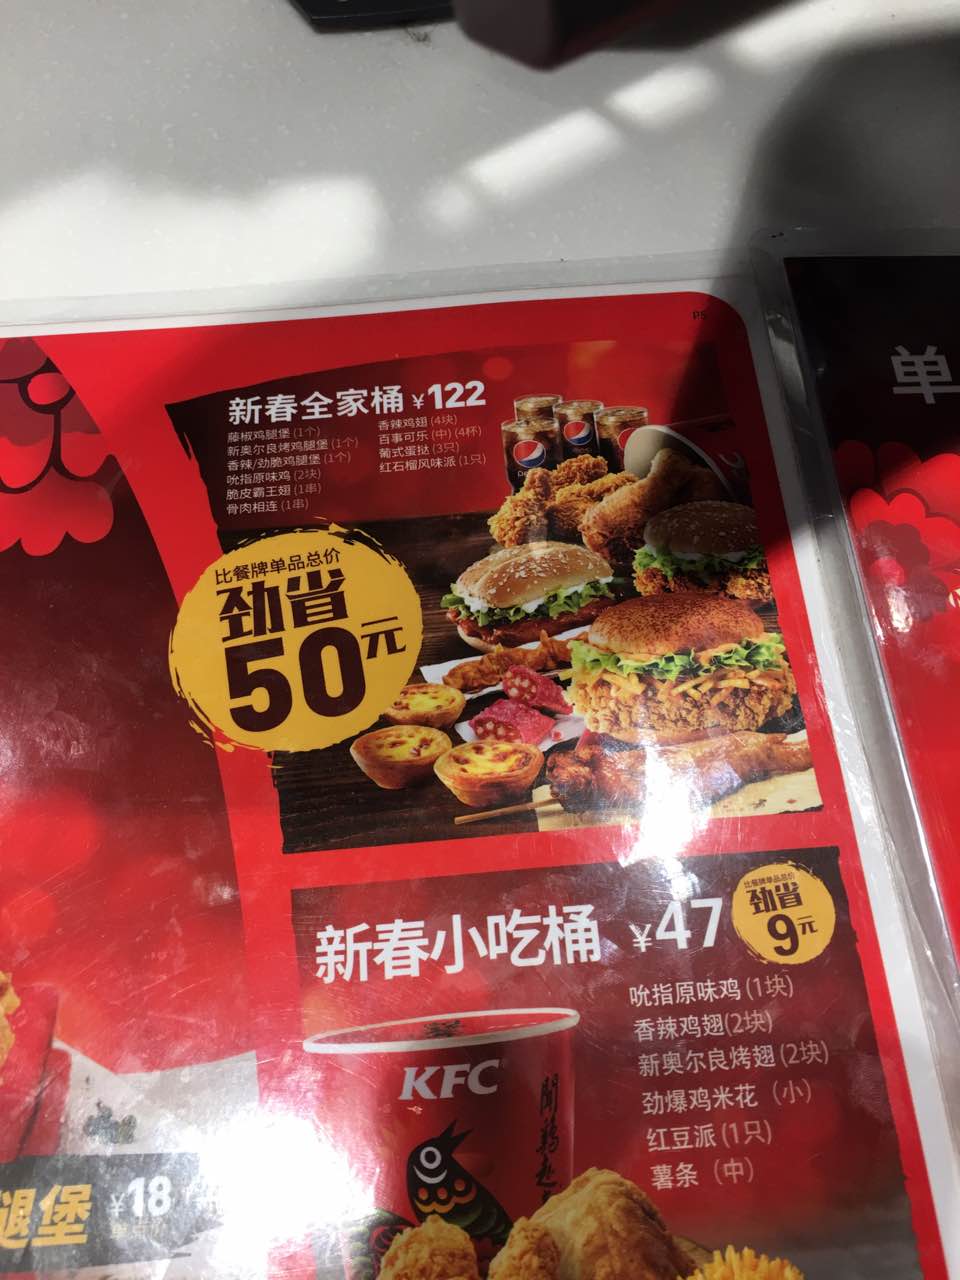 P5
单
新春全家桶 ¥122
藤椒鸡腿堡(1个)
新奥尔良烤鸡腿堡(1个)
香辣/劲脆鸡腿堡(1个)
吮指原味鸡(2块)
脆皮霸王翅(1串)
骨肉相连(1串)
香辣鸡翅(4块)
百事可乐(中)(4杯)
葡式蛋挞(3只)
红石榴风味派(1只)
比餐牌单品总价
劲省
50元
新春小吃桶 ¥47
比餐牌单品总价
劲省
9元
吮指原味鸡(1块)
香辣鸡翅(2块)
新奥尔良烤翅(2块)
劲爆鸡米花(小)
红豆派(1只)
薯条(中)
KFC
聞鷄起
腿堡 ¥18